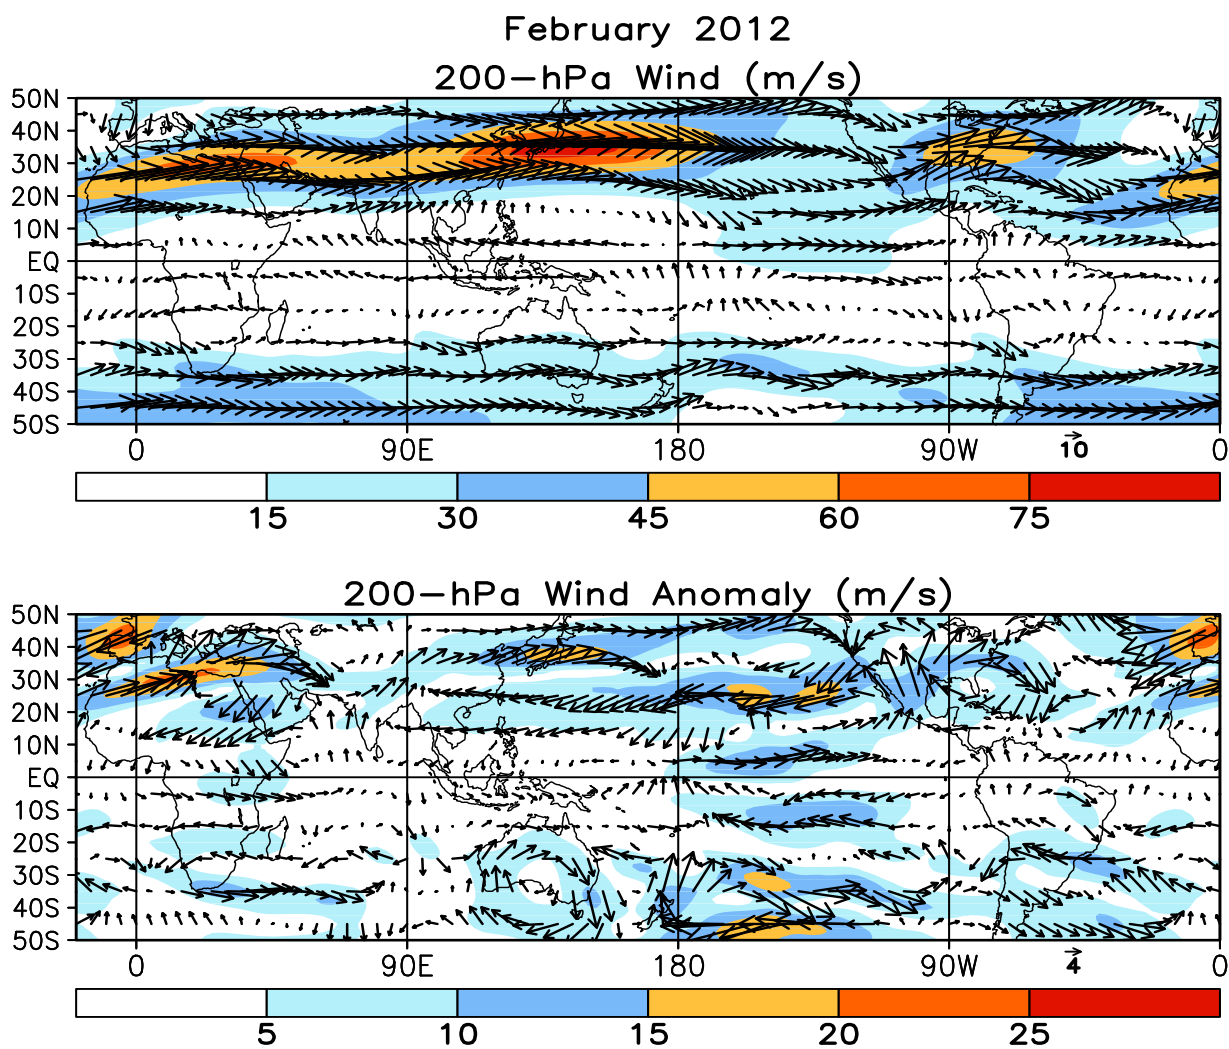 February 2012
200-hPa Wind (m/s)
50N
40N
30N
20N
10N
EQ
10S
20S
30S
40S
50S
0 90E 180 90W 10 0
15 30 45 60 75
200-hPa Wind Anomaly (m/s)
50N
40N
30N
20N
10N
EQ
10S
20S
30S
40S
50S
0 90E 180 90W 4 0
5 10 15 20 25